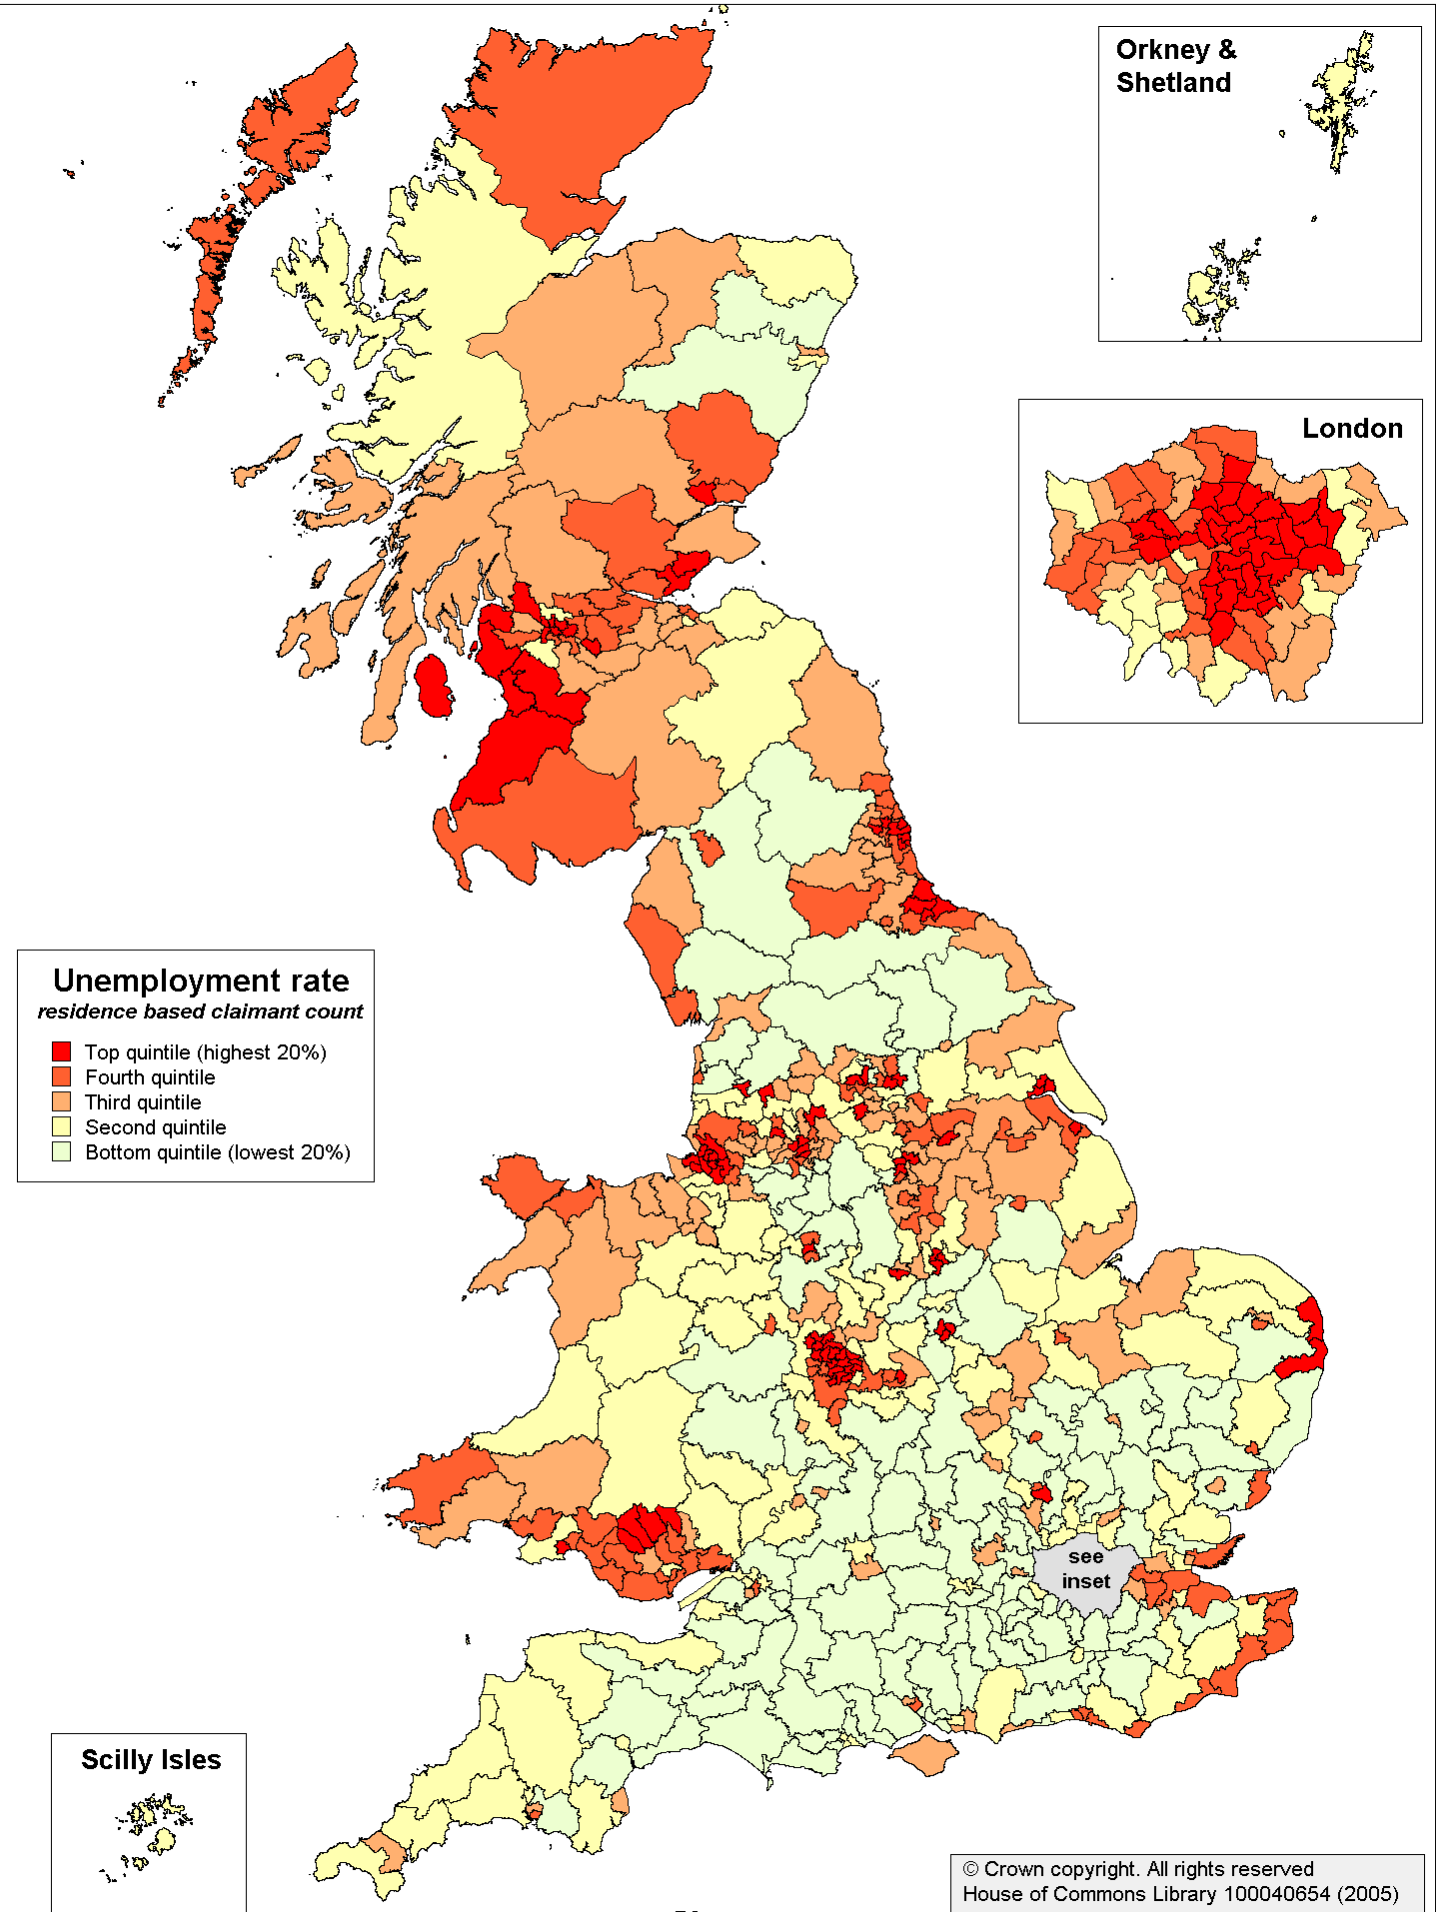 Orkney &
Shetland
London
Unemployment rate
residence based claimant count
Top quintile (highest 20%)
Fourth quintile
Third quintile
Second quintile
Bottom quintile (lowest 20%)
see
inset
Scilly Isles
© Crown copyright. All rights reserved
House of Commons Library 100040654 (2005)